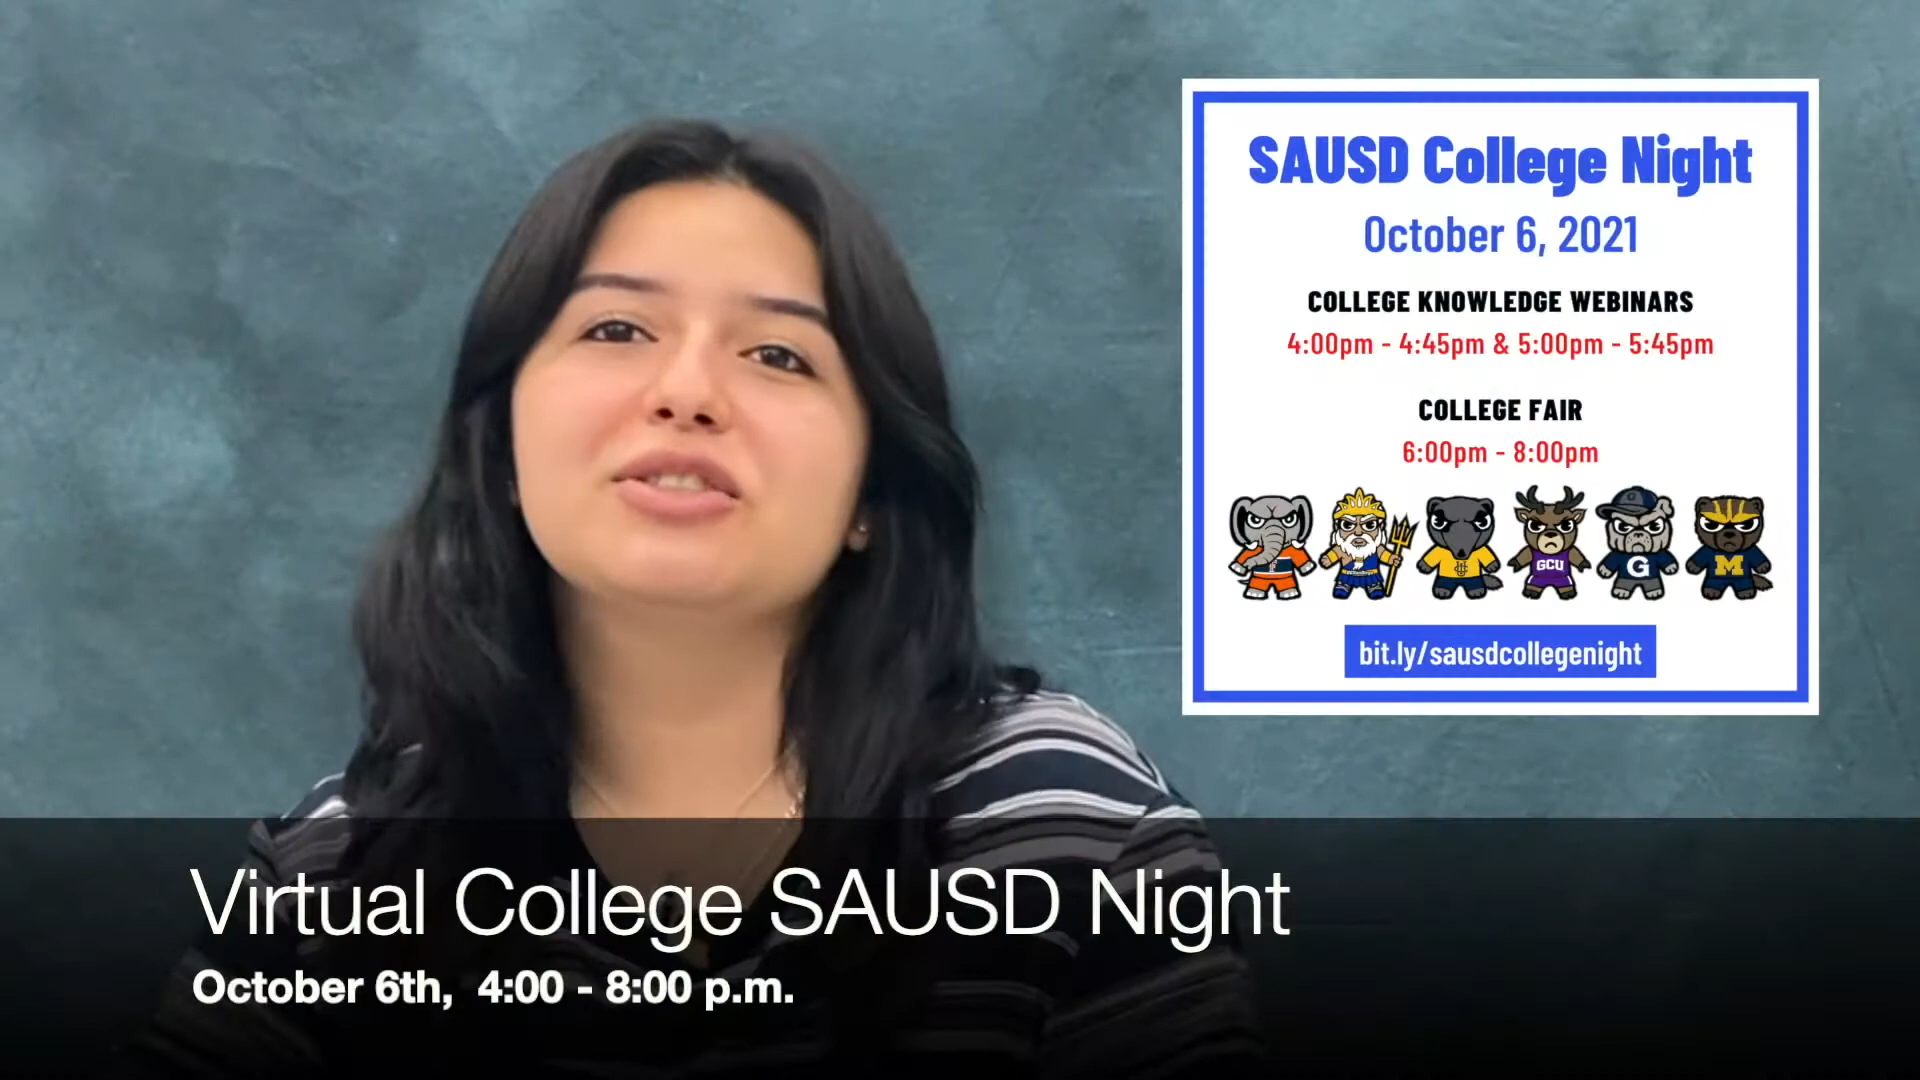 SAUSD College Night
October 6, 2021
COLLEGE KNOWLEDGE WEBINARS
4:00pm - 4:45pm & 5:00pm - 5:45pm
COLLEGE FAIR
6:00pm - 8:00pm
GCU
G
M
bit.ly/sausdcollegenight
Virtual College SAUSD Night
October 6th, 4:00 - 8:00 p.m.